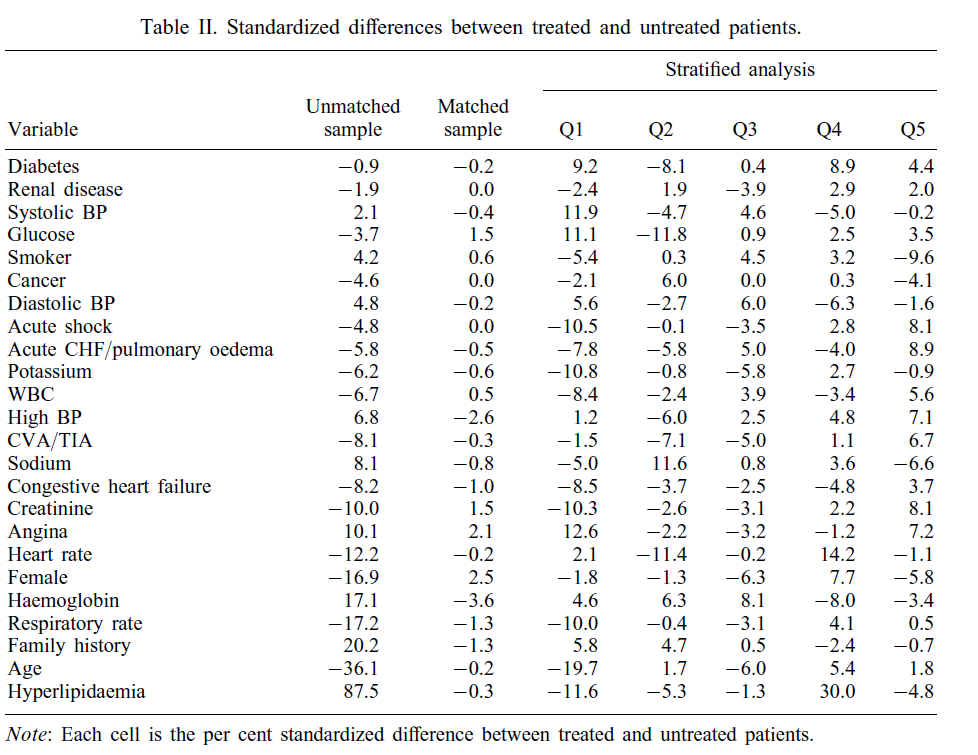 Table II. Standardized differences between treated and untreated patients.
Stratified analysis
Unmatched Matched
Variable sample sample Q1 Q2 Q3 Q4 Q5
Diabetes −0.9 −0.2 9.2 −8.1 0.4 8.9 4.4
Renal disease −1.9 0.0 −2.4 1.9 −3.9 2.9 2.0
Systolic BP 2.1 −0.4 11.9 −4.7 4.6 −5.0 −0.2
Glucose −3.7 1.5 11.1 −11.8 0.9 2.5 3.5
Smoker 4.2 0.6 −5.4 0.3 4.5 3.2 −9.6
Cancer −4.6 0.0 −2.1 6.0 0.0 0.3 −4.1
Diastolic BP 4.8 −0.2 5.6 −2.7 6.0 −6.3 −1.6
Acute shock −4.8 0.0 −10.5 −0.1 −3.5 2.8 8.1
Acute CHF/pulmonary oedema −5.8 −0.5 −7.8 −5.8 5.0 −4.0 8.9
Potassium −6.2 −0.6 −10.8 −0.8 −5.8 2.7 −0.9
WBC −6.7 0.5 −8.4 −2.4 3.9 −3.4 5.6
High BP 6.8 −2.6 1.2 −6.0 2.5 4.8 7.1
CVA/TIA −8.1 −0.3 −1.5 −7.1 −5.0 1.1 6.7
Sodium 8.1 −0.8 −5.0 11.6 0.8 3.6 −6.6
Congestive heart failure −8.2 −1.0 −8.5 −3.7 −2.5 −4.8 3.7
Creatinine −10.0 1.5 −10.3 −2.6 −3.1 2.2 8.1
Angina 10.1 2.1 12.6 −2.2 −3.2 −1.2 7.2
Heart rate −12.2 −0.2 2.1 −11.4 −0.2 14.2 −1.1
Female −16.9 2.5 −1.8 −1.3 −6.3 7.7 −5.8
Haemoglobin 17.1 −3.6 4.6 6.3 8.1 −8.0 −3.4
Respiratory rate −17.2 −1.3 −10.0 −0.4 −3.1 4.1 0.5
Family history 20.2 −1.3 5.8 4.7 0.5 −2.4 −0.7
Age −36.1 −0.2 −19.7 1.7 −6.0 5.4 1.8
Hyperlipidaemia 87.5 −0.3 −11.6 −5.3 −1.3 30.0 −4.8
Note: Each cell is the per cent standardized difference between treated and untreated patients.